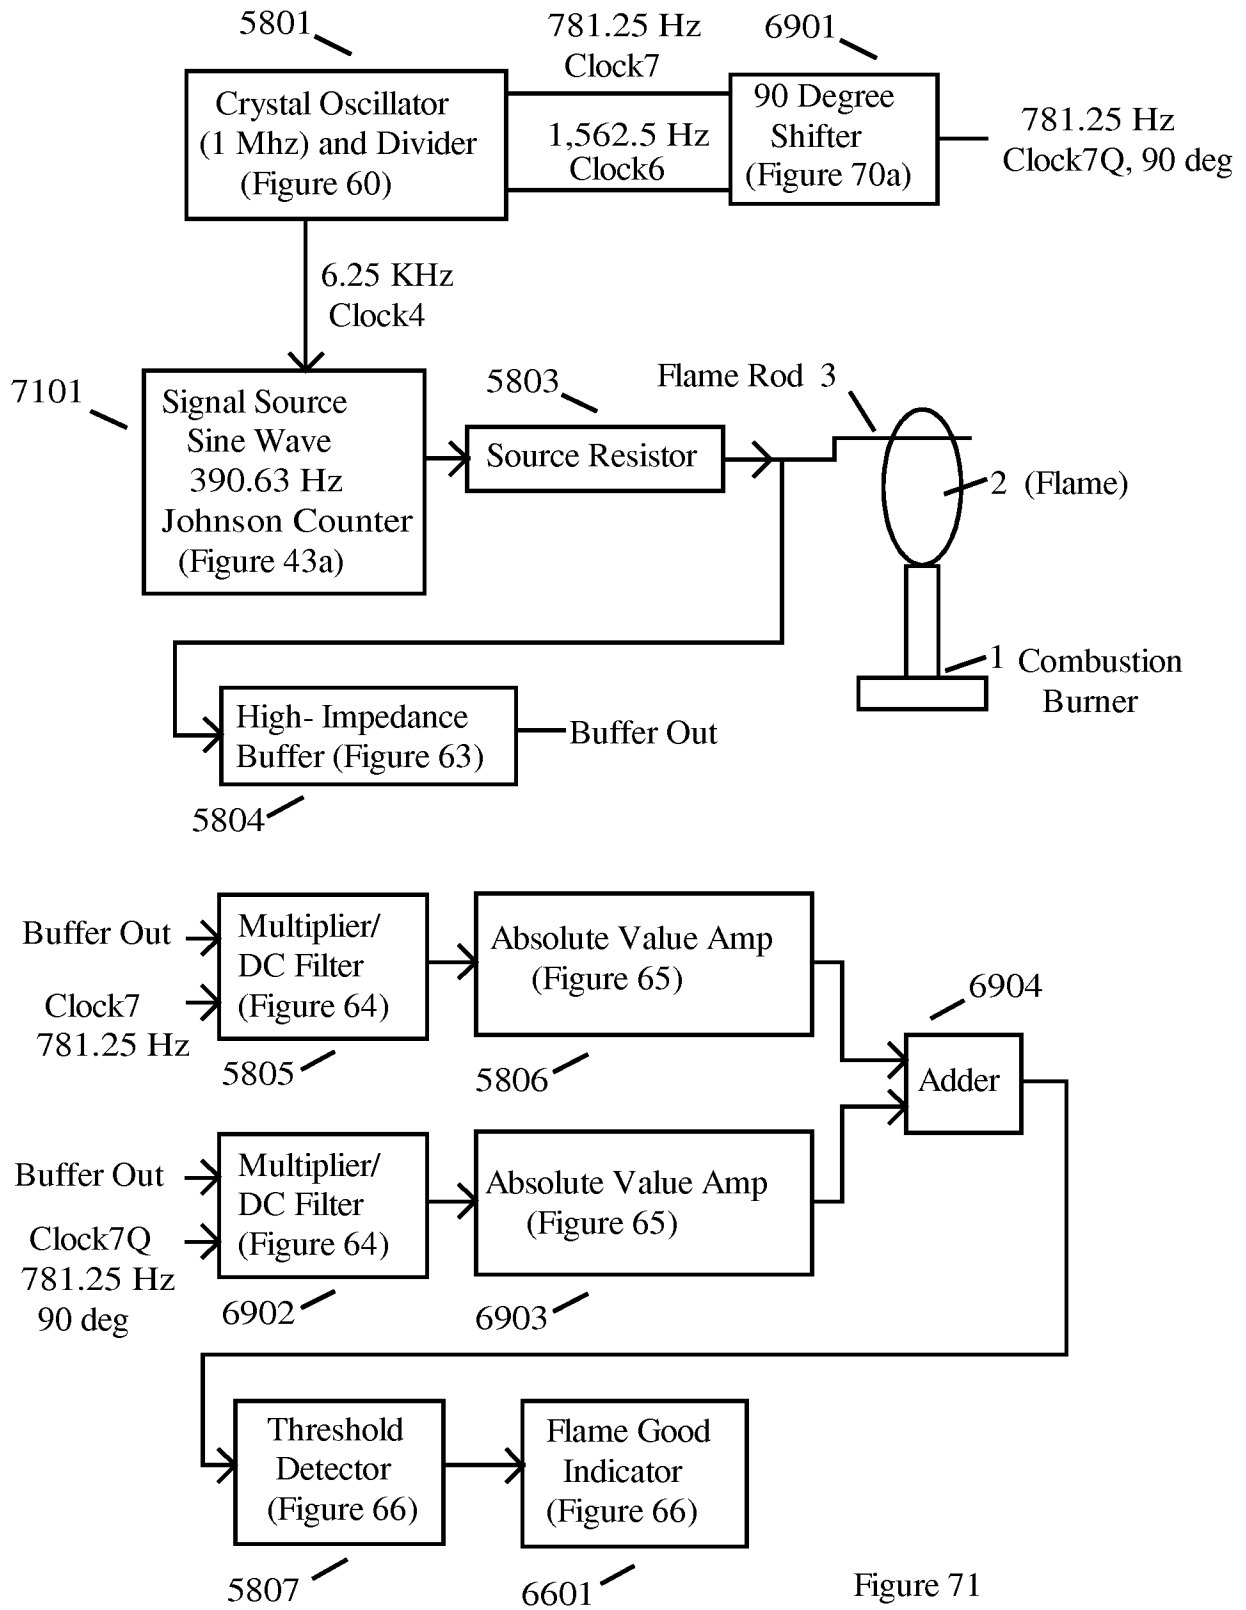 5801
781.25 Hz
Clock7
6901
Crystal Oscillator
(1 Mhz) and Divider
(Figure 60)
1,562.5 Hz
Clock6
90 Degree
Shifter
(Figure 70a)
781.25 Hz
Clock7Q, 90 deg
6.25 KHz
Clock4
7101
Signal Source
Sine Wave
390.63 Hz
Johnson Counter
(Figure 43a)
5803
Source Resistor
Flame Rod 3
2 (Flame)
1 Combustion
Burner
High- Impedance
Buffer (Figure 63)
Buffer Out
5804
Buffer Out
Clock7
781.25 Hz
Multiplier/
DC Filter
(Figure 64)
5805
Absolute Value Amp
(Figure 65)
5806
6904
Adder
Buffer Out
Clock7Q
781.25 Hz
90 deg
Multiplier/
DC Filter
(Figure 64)
6902
Absolute Value Amp
(Figure 65)
6903
Threshold
Detector
(Figure 66)
5807
Flame Good
Indicator
(Figure 66)
6601
Figure 71